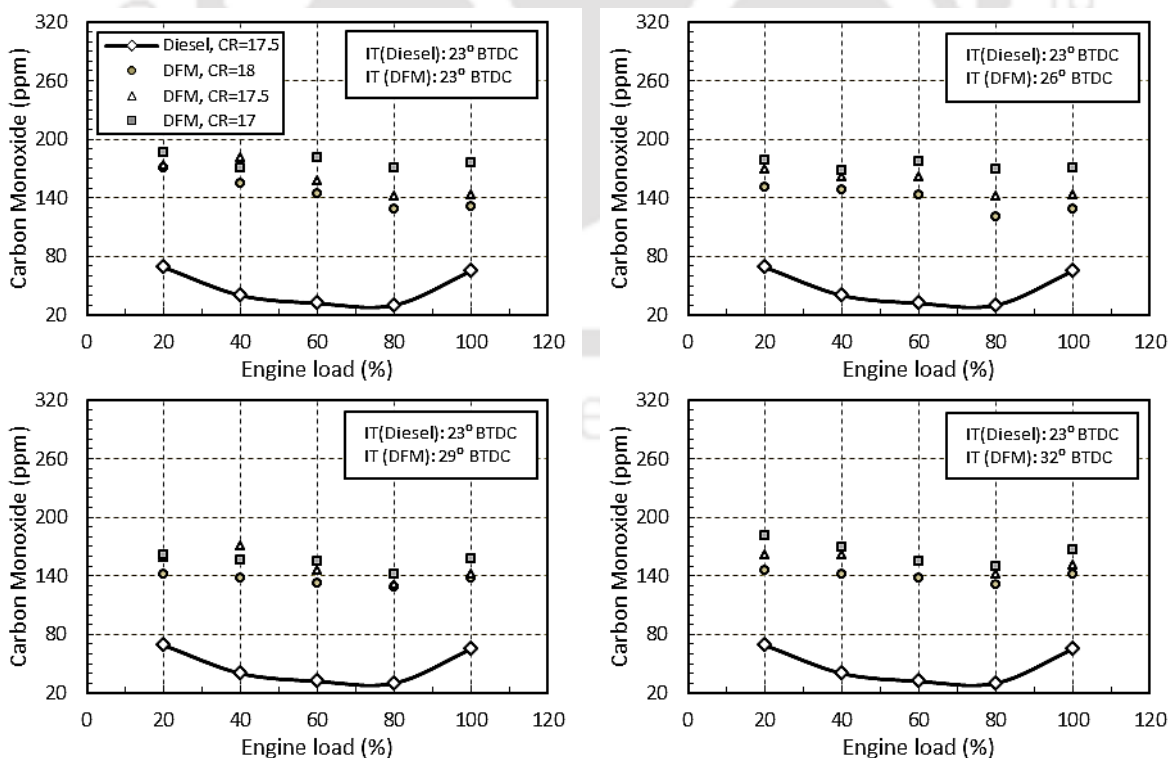 320
260
200
140
80
20
Carbon Monoxide (ppm)
Diesel, CR=17.5
DFM, CR=18
DFM, CR=17.5
DFM, CR=17
IT(Diesel): 23° BTDC
IT (DFM): 23° BTDC
0 20 40 60 80 100 120
Engine load (%)
320
260
200
140
80
20
Carbon Monoxide (ppm)
IT(Diesel): 23° BTDC
IT (DFM): 26° BTDC
0 20 40 60 80 100 120
Engine load (%)
320
260
200
140
80
20
Carbon Monoxide (ppm)
IT(Diesel): 23° BTDC
IT (DFM): 29° BTDC
0 20 40 60 80 100 120
Engine load (%)
320
260
200
140
80
20
Carbon Monoxide (ppm)
IT(Diesel): 23° BTDC
IT (DFM): 32° BTDC
0 20 40 60 80 100 120
Engine load (%)